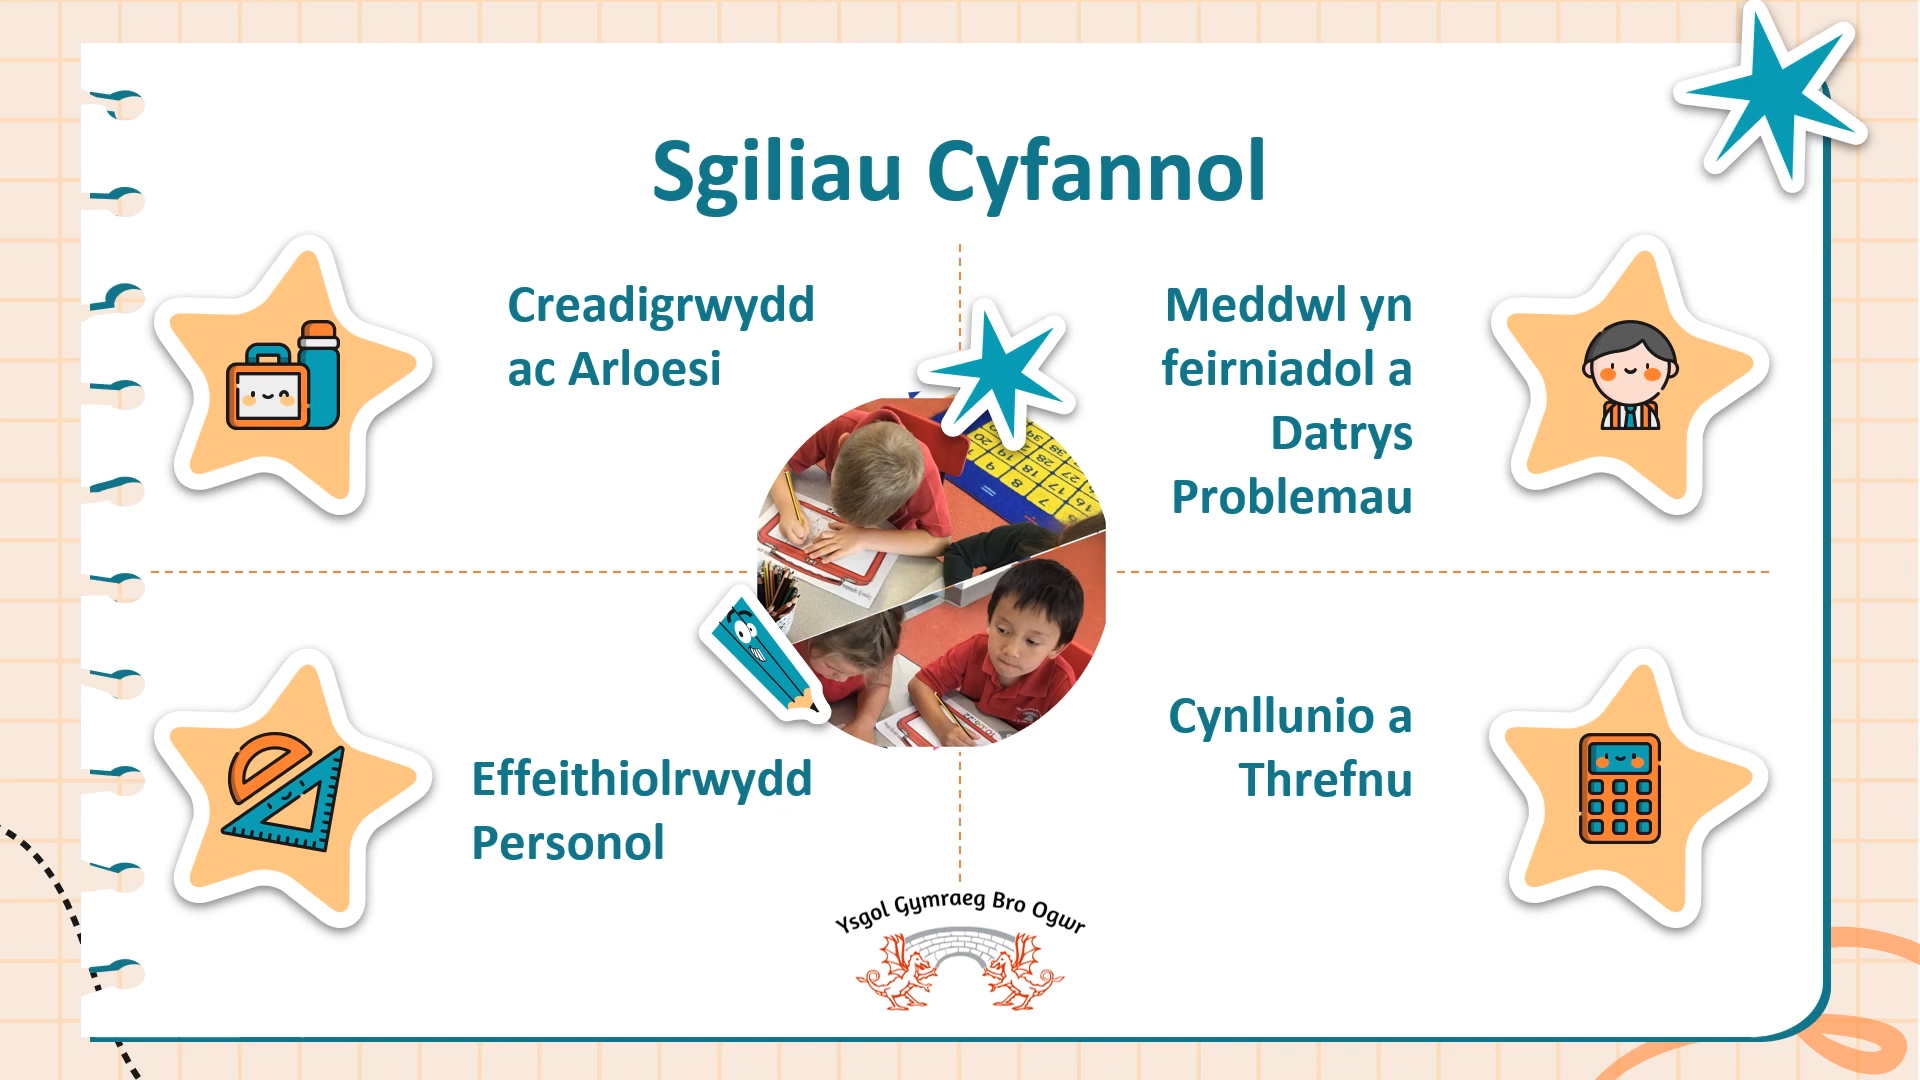 Sgiliau Cyfannol
Creadigrwydd
ac Arloesi
Meddwl yn
feirniadol a
Datrys
Problemau
Effeithiolrwydd
Personol
Cynllunio a
Threfnu
Ysgol Gymraeg Bro Ogwr